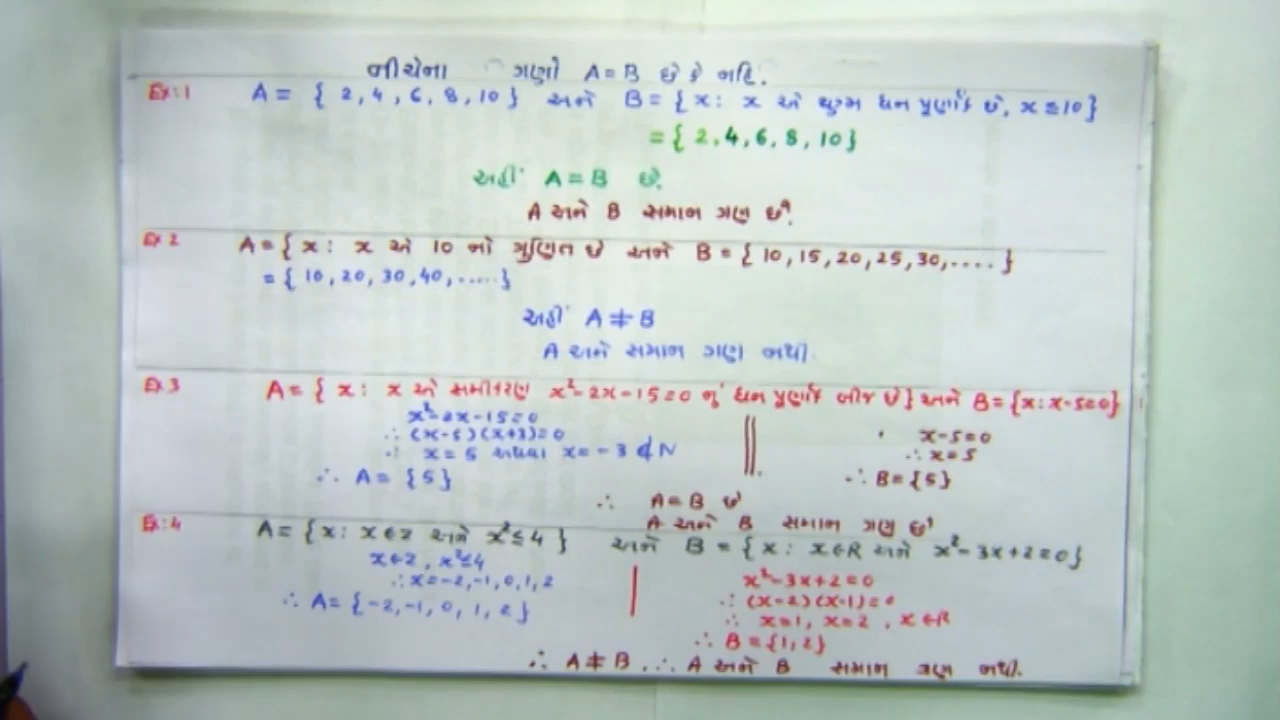 નીચેના ગણો A = B છે કે નહિ.
Ex:1 A = { 2, 4, 6, 8, 10 } અને B = { x : x એ યુગ્મ ધન પૂર્ણાંક છે, x ≤ 10 }
= { 2, 4, 6, 8, 10 }
અહીં A = B છે.
A અને B સમાન ગણ છે.
Ex 2 A = { x : x એ 10 નો ગુણિત છે અને B = { 10, 15, 20, 25, 30, .... }
= { 10, 20, 30, 40, ..... }
અહીં A ≠ B
A અને સમાન ગણ નથી.
Ex 3 A = { x : x એ સમીકરણ x²-2x-15=0 નું ધન પૂર્ણાંક બીજ છે } અને B = {x : x-5=0}
x²-2x-15=0
∴ (x-5)(x+3)=0 x-5=0
∴ x = 5 અથવા x = -3 ∉ N ∴ x=5
∴ A = {5} ∴ B = {5}
∴ A = B છે
A અને B સમાન ગણ છે
Ex:4 A = { x : x ∈ z અને x² ≤ 4 } અને B = { x : x ∈ R અને x²-3x+2=0 }
x ∈ z, x² ≤ 4 x²-3x+2=0
∴ x = -2, -1, 0, 1, 2 ∴ (x-2)(x-1)=0
∴ A = { -2, -1, 0, 1, 2 } ∴ x=1, x=2, x ∈ R
∴ B = {1, 2}
∴ A ≠ B. ∴ A અને B સમાન ગણ નથી.